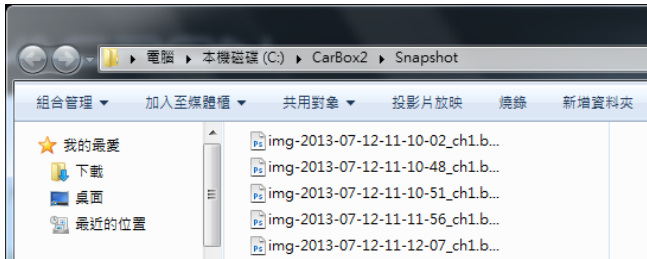 電腦 ▸ 本機磁碟 (C:) ▸ CarBox2 ▸ Snapshot
組合管理 ▼ 加入至媒體櫃 ▼ 共用對象 ▼ 投影片放映 燒錄 新增資料夾
我的最愛
下載
桌面
最近的位置
img-2013-07-12-11-10-02_ch1.b...
img-2013-07-12-11-10-48_ch1.b...
img-2013-07-12-11-10-51_ch1.b...
img-2013-07-12-11-11-56_ch1.b...
img-2013-07-12-11-12-07_ch1.b...